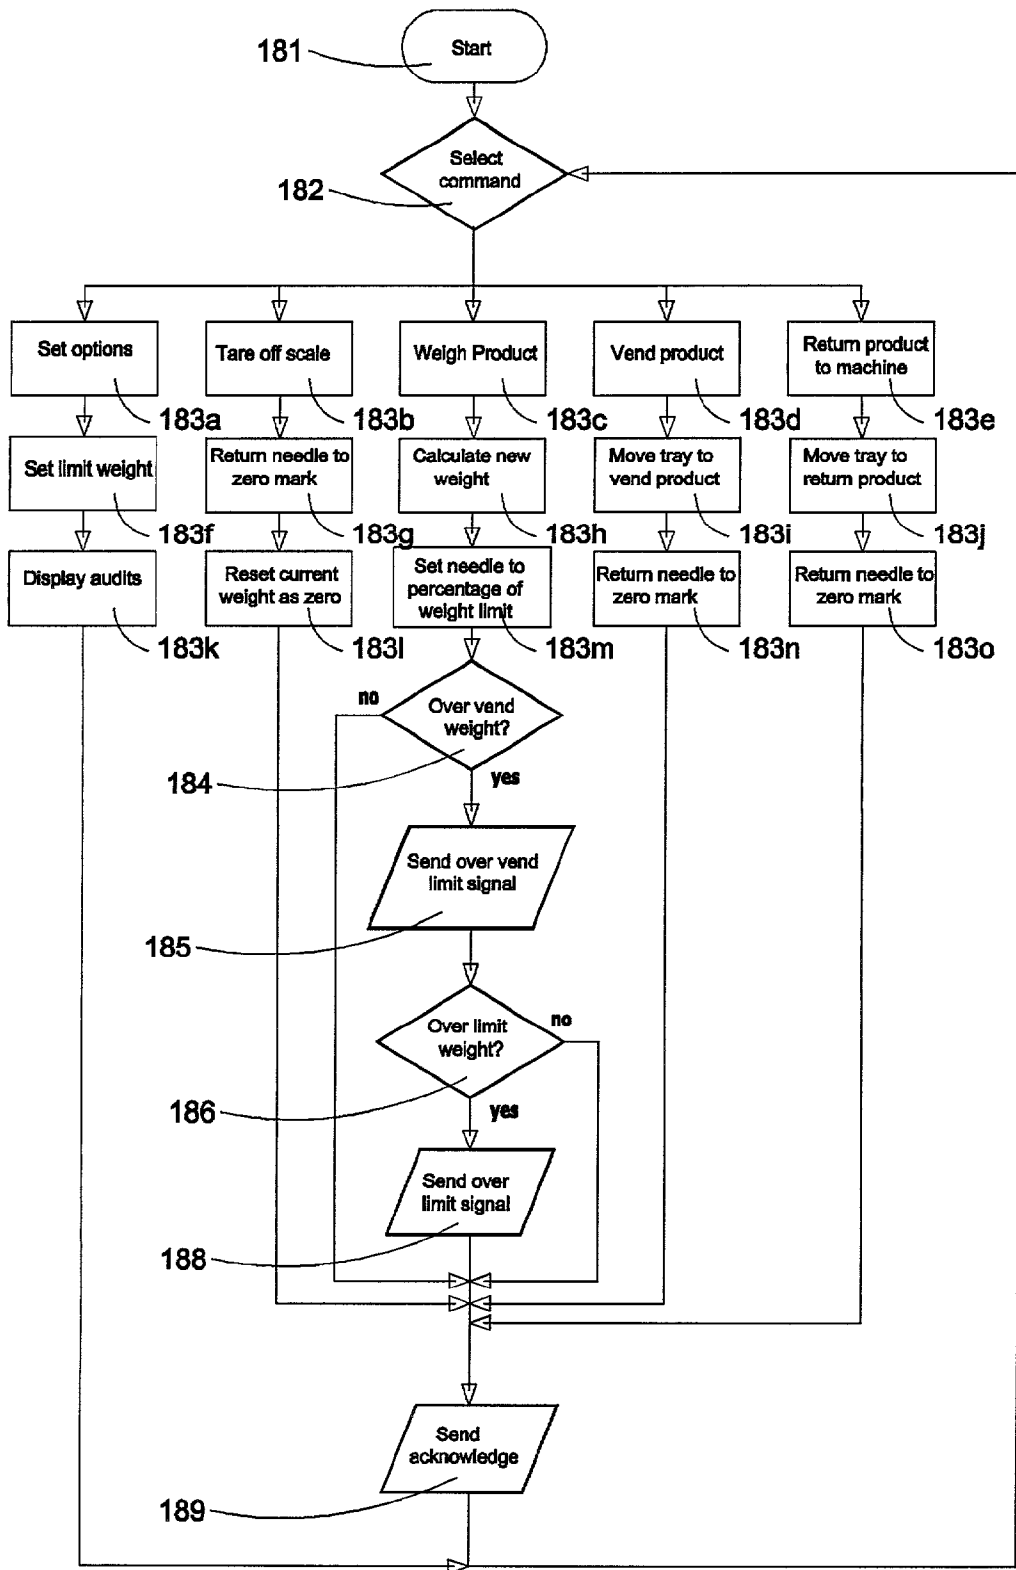 Start
181
Select
command
182
Set options
Tare off scale
Weigh Product
Vend product
Return product
to machine
183a
183b
183c
183d
183e
Set limit weight
Return needle to
zero mark
Calculate new
weight
Move tray to
vend product
Move tray to
return product
183f
183g
183h
183i
183j
Display audits
Reset current
weight as zero
Set needle to
percentage of
weight limit
Return needle to
zero mark
Return needle to
zero mark
183k
183l
183m
183n
183o
no
Over vend
weight?
184
yes
Send over vend
limit signal
185
Over limit
weight?
no
186
yes
Send over
limit signal
188
Send
acknowledge
189